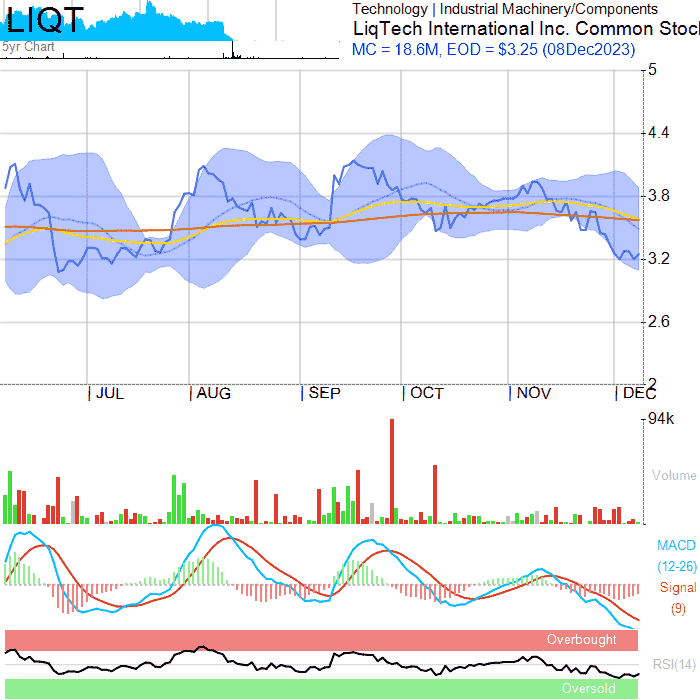 LIQT
5yr Chart
Technology | Industrial Machinery/Components
LiqTech International Inc. Common Stoc
MC = 18.6M, EOD = $3.25 (08Dec2023)
5
4.4
3.8
3.2
2.6
2
JUL AUG SEP OCT NOV DEC
94k
Volume
MACD
(12-26)
Signal
(9)
Overbought
RSI(14)
Oversold